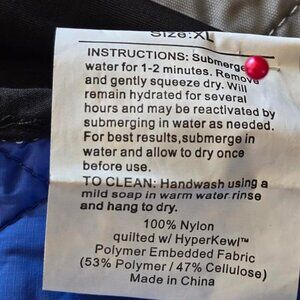 Size:XL
INSTRUCTIONS: Submerge
water for 1-2 minutes. Remove
and gently squeeze dry. Will
remain hydrated for several
hours and may be reactivated by
submerging in water as needed.
For best results,submerge in
water and allow to dry once
before use.
TO CLEAN: Handwash using a
mild soap in warm water rinse
and hang to dry.
100% Nylon
quilted w/ HyperKewl™
Polymer Embedded Fabric
(53% Polymer / 47% Cellulose)
Made in China